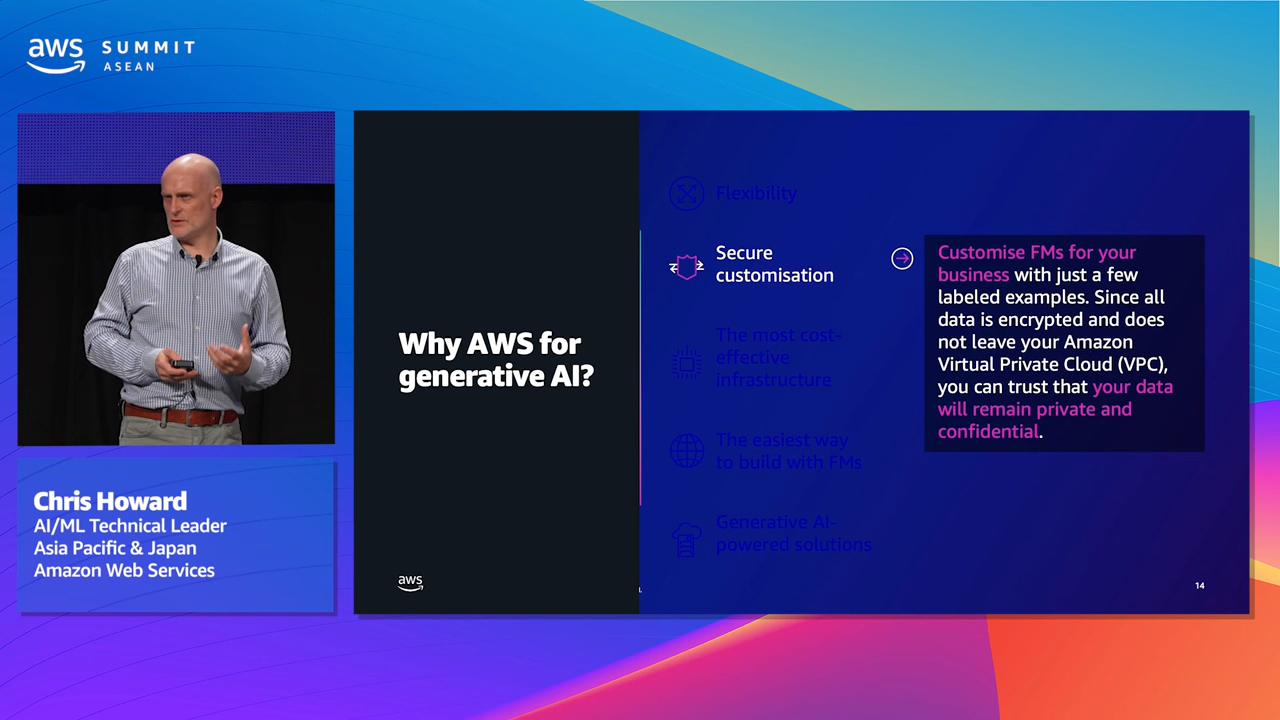 aws SUMMIT
ASEAN
Chris Howard
AI/ML Technical Leader
Asia Pacific & Japan
Amazon Web Services
Why AWS for
generative AI?
aws
Flexibility
Secure
customisation
The most cost-
effective
infrastructure
The easiest way
to build with FMs
Generative AI-
powered solutions
Customise FMs for your
business with just a few
labeled examples. Since all
data is encrypted and does
not leave your Amazon
Virtual Private Cloud (VPC),
you can trust that your data
will remain private and
confidential.
14